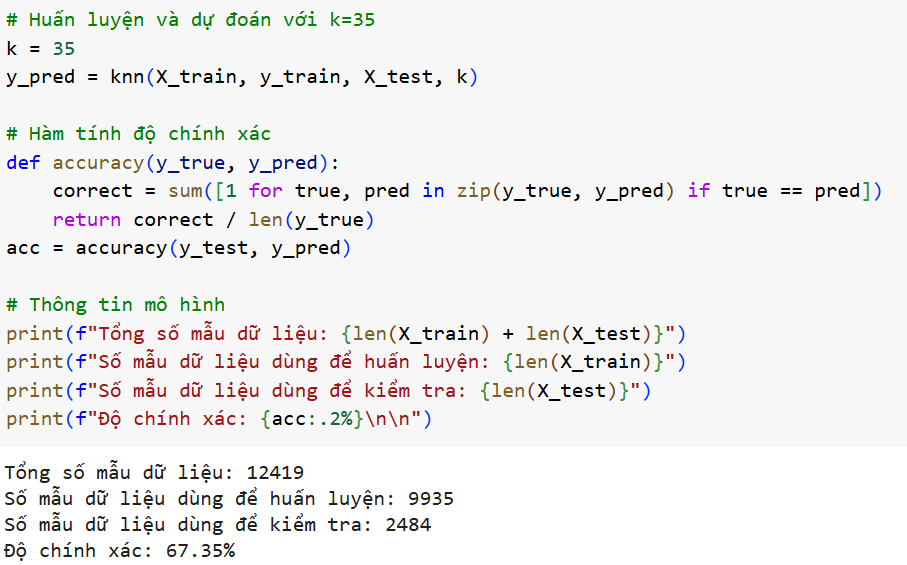 # Huấn luyện và dự đoán với k=35
k = 35
y_pred = knn(X_train, y_train, X_test, k)
# Hàm tính độ chính xác
def accuracy(y_true, y_pred):
    correct = sum([1 for true, pred in zip(y_true, y_pred) if true == pred])
    return correct / len(y_true)
acc = accuracy(y_test, y_pred)
# Thông tin mô hình
print(f"Tổng số mẫu dữ liệu: {len(X_train) + len(X_test)}")
print(f"Số mẫu dữ liệu dùng để huấn luyện: {len(X_train)}")
print(f"Số mẫu dữ liệu dùng để kiểm tra: {len(X_test)}")
print(f"Độ chính xác: {acc:.2%}\n\n")
Tổng số mẫu dữ liệu: 12419
Số mẫu dữ liệu dùng để huấn luyện: 9935
Số mẫu dữ liệu dùng để kiểm tra: 2484
Độ chính xác: 67.35%